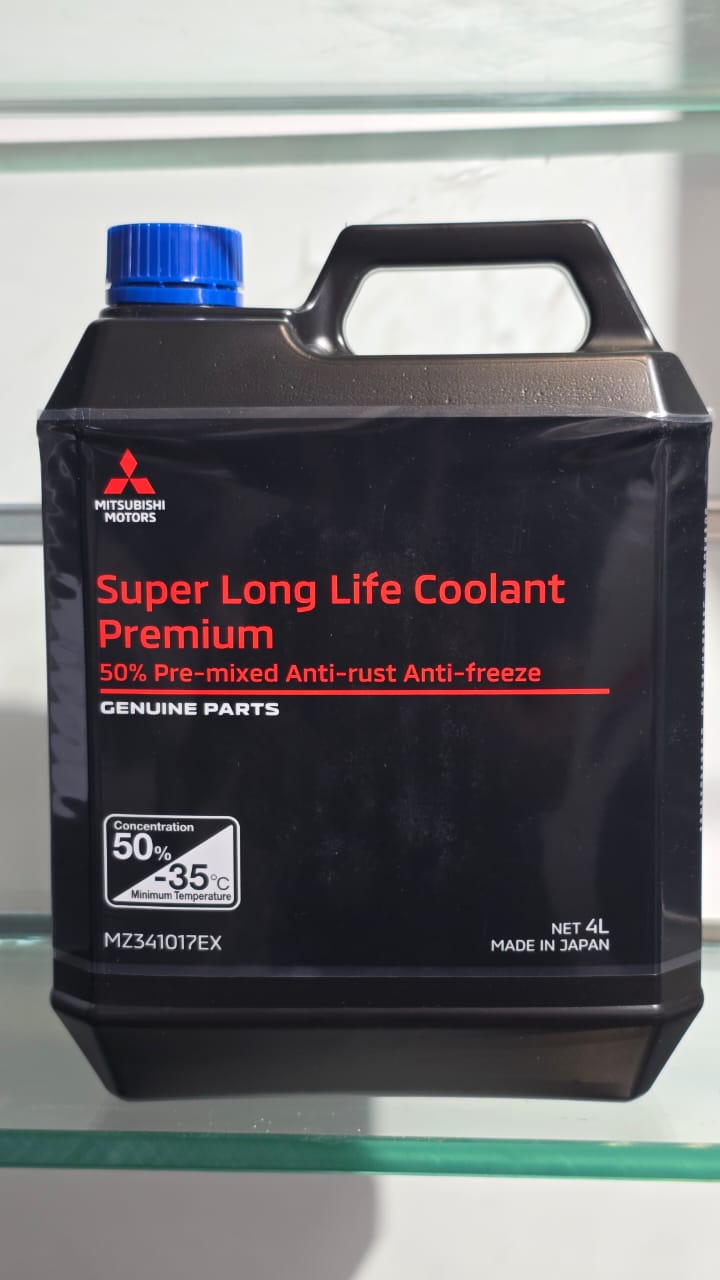 MITSUBISHI
MOTORS
Super Long Life Coolant
Premium
50% Pre-mixed Anti-rust Anti-freeze
GENUINE PARTS
Concentration
50%
-35°C
Minimum Temperature
MZ341017EX
NET 4L
MADE IN JAPAN